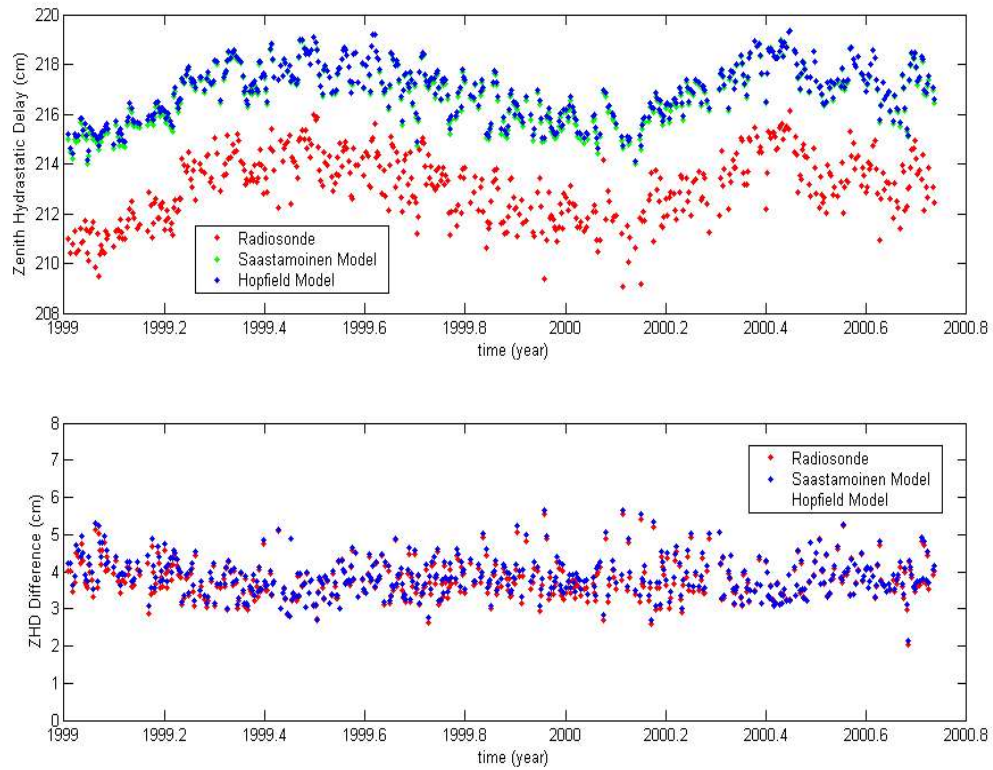 220
218
216
214
212
210
208
Zenith Hydrastatic Delay (cm)
Radiosonde
Saastamoinen Model
Hopfield Model
1999 1999.2 1999.4 1999.6 1999.8 2000 2000.2 2000.4 2000.6 2000.8
time (year)
8
7
6
5
4
3
2
1
0
ZHD Difference (cm)
Radiosonde
Saastamoinen Model
Hopfield Model
1999 1999.2 1999.4 1999.6 1999.8 2000 2000.2 2000.4 2000.6 2000.8
time (year)